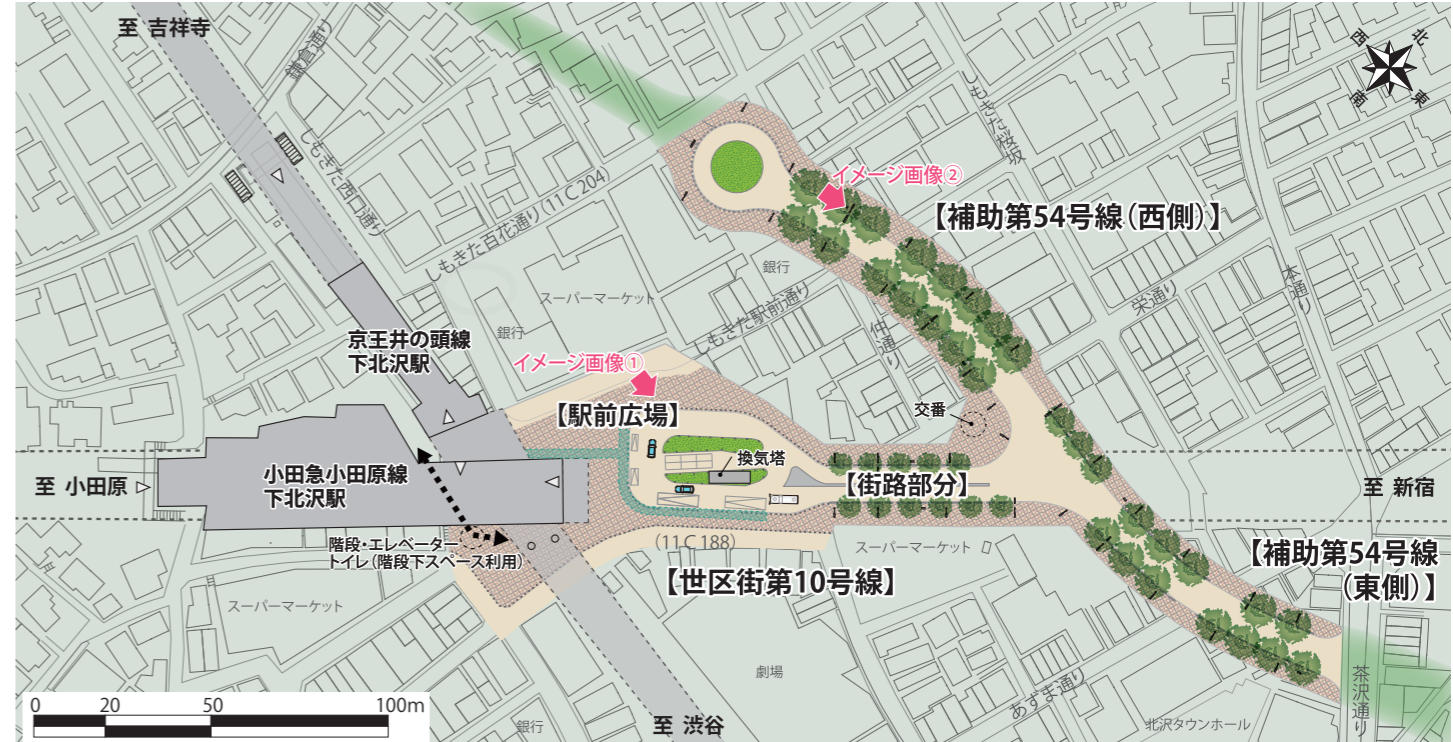 至 吉祥寺
鎌倉通り
しもきた西口通り
しもきた百花通り(11C204)
しもきた桜坂
西
北
南
東
イメージ画像②
【補助第54号線(西側)】
銀行
スーパーマーケット
銀行
しもきた駅前通り
仲通り
栄通り
本通り
京王井の頭線
下北沢駅
イメージ画像①
【駅前広場】
交番
換気塔
【街路部分】
小田急小田原線
下北沢駅
至 小田原
至 新宿
階段・エレベーター
トイレ(階段下スペース利用)
(11C188)
スーパーマーケット
【補助第54号線
(東側)】
【世区街第10号線】
スーパーマーケット
劇場
あずま通り
茶沢通り
北沢タウンホール
銀行
至 渋谷
0 20 50 100m